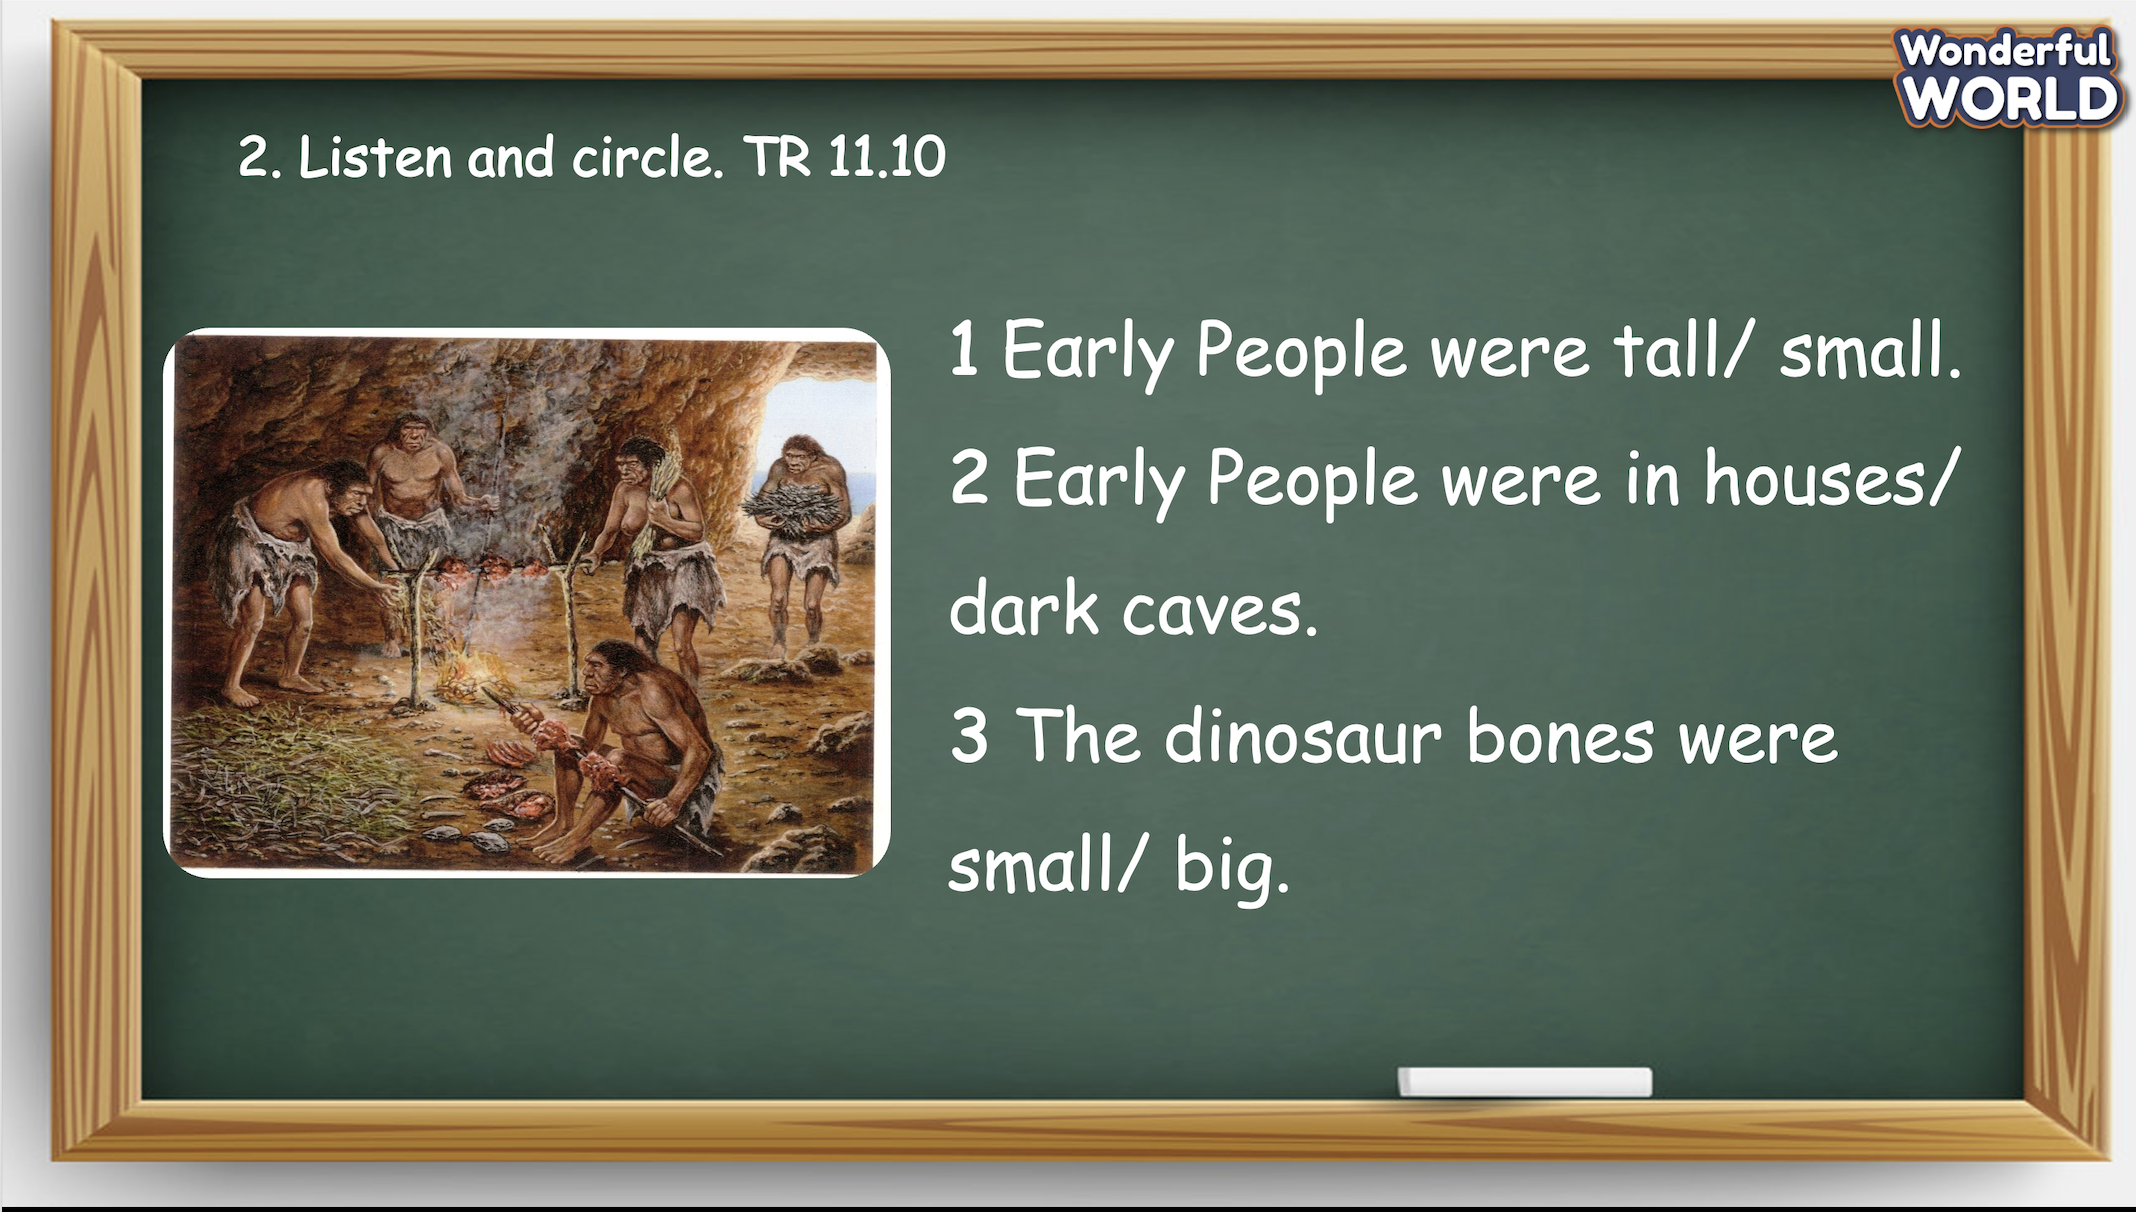 Wonderful
WORLD
2. Listen and circle. TR 11.10
1 Early People were tall/ small.
2 Early People were in houses/
dark caves.
3 The dinosaur bones were
small/ big.